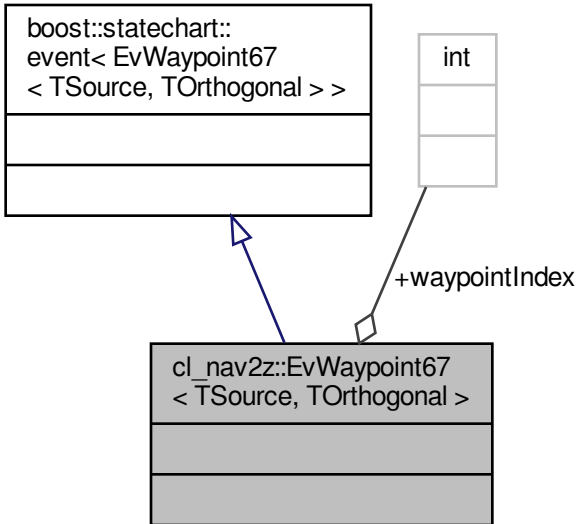 boost::statechart::
event< EvWaypoint67
< TSource, TOrthogonal > >
int
+waypointIndex
cl_nav2z::EvWaypoint67
< TSource, TOrthogonal >